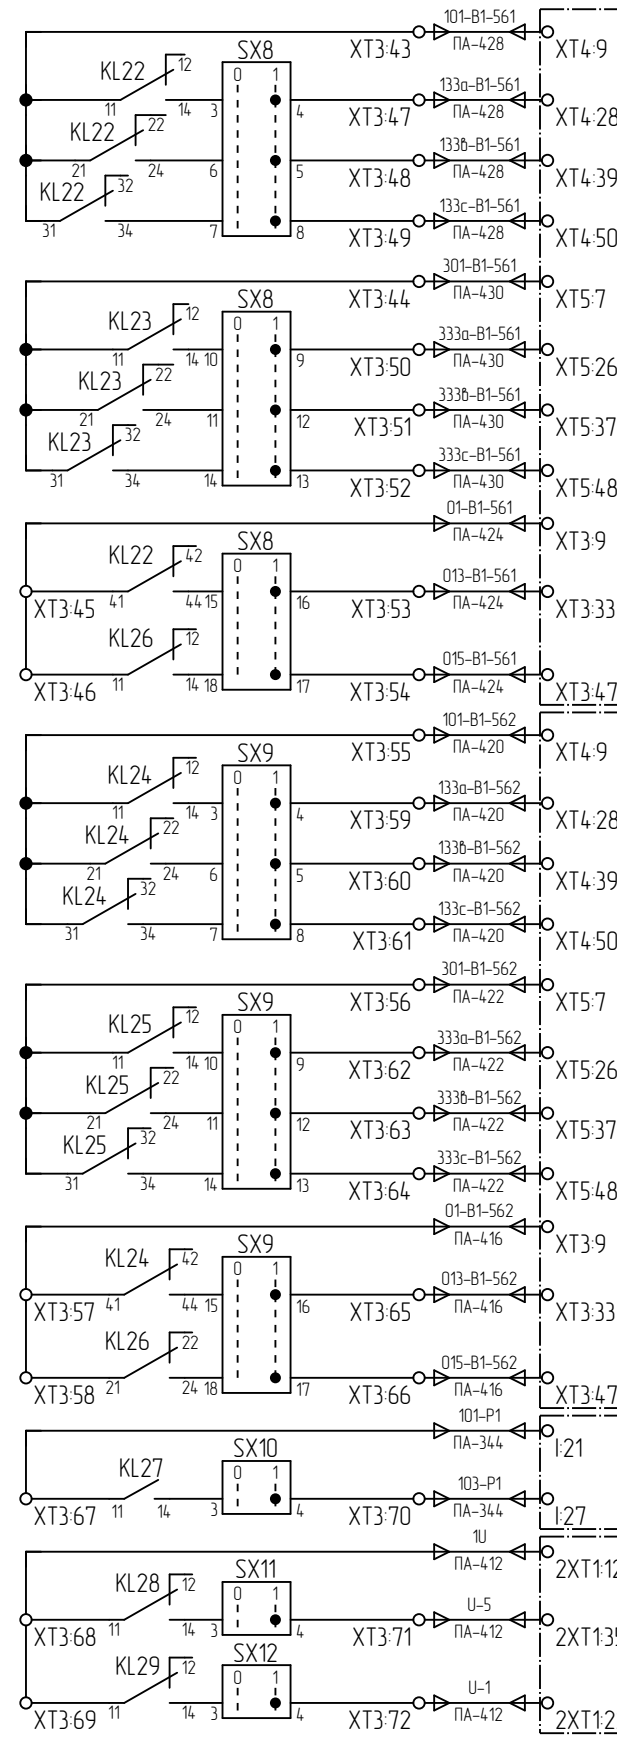 101-В1-561
SX8
XT3:43
ПА-428
XT4:9
KL22
12
0 1
133а-В1-561
11
14
3
4
XT3:47
ПА-428
XT4:28
KL22
22
133в-В1-561
21
24
6
5
XT3:48
ПА-428
XT4:39
KL22
32
133с-В1-561
31
34
7
8
XT3:49
ПА-428
XT4:50
301-В1-561
SX8
XT3:44
ПА-430
XT5:7
KL23
12
0 1
333а-В1-561
11
14
10
9
XT3:50
ПА-430
XT5:26
KL23
22
333в-В1-561
21
24
11
12
XT3:51
ПА-430
XT5:37
KL23
32
333с-В1-561
31
34
14
13
XT3:52
ПА-430
XT5:48
01-В1-561
SX8
ПА-424
XT3:9
KL22
42
0 1
013-В1-561
XT3:45
41
44
15
16
XT3:53
ПА-424
XT3:33
KL26
12
015-В1-561
XT3:46
11
14
18
17
XT3:54
ПА-424
XT3:47
101-В1-562
SX9
XT3:55
ПА-420
XT4:9
KL24
12
0 1
133а-В1-562
11
14
3
4
XT3:59
ПА-420
XT4:28
KL24
22
133в-В1-562
21
24
6
5
XT3:60
ПА-420
XT4:39
KL24
32
133с-В1-562
31
34
7
8
XT3:61
ПА-420
XT4:50
301-В1-562
SX9
XT3:56
ПА-422
XT5:7
KL25
12
0 1
333а-В1-562
11
14
10
9
XT3:62
ПА-422
XT5:26
KL25
22
333в-В1-562
21
24
11
12
XT3:63
ПА-422
XT5:37
KL25
32
333с-В1-562
31
34
14
13
XT3:64
ПА-422
XT5:48
01-В1-562
SX9
ПА-416
XT3:9
KL24
42
0 1
013-В1-562
XT3:57
41
44
15
16
XT3:65
ПА-416
XT3:33
KL26
22
015-В1-562
XT3:58
21
24
18
17
XT3:66
ПА-416
XT3:47
101-Р1
SX10
ПА-344
I:21
KL27
0 1
103-Р1
XT3:67
11
14
3
4
XT3:70
ПА-344
I:27
1U
SX11
ПА-412
2XT1:12
KL28
12
0 1
U-5
XT3:68
11
14
3
4
XT3:71
ПА-412
2XT1:35
SX12
KL29
12
0 1
U-1
XT3:69
11
14
3
4
XT3:72
ПА-412
2XT1:2